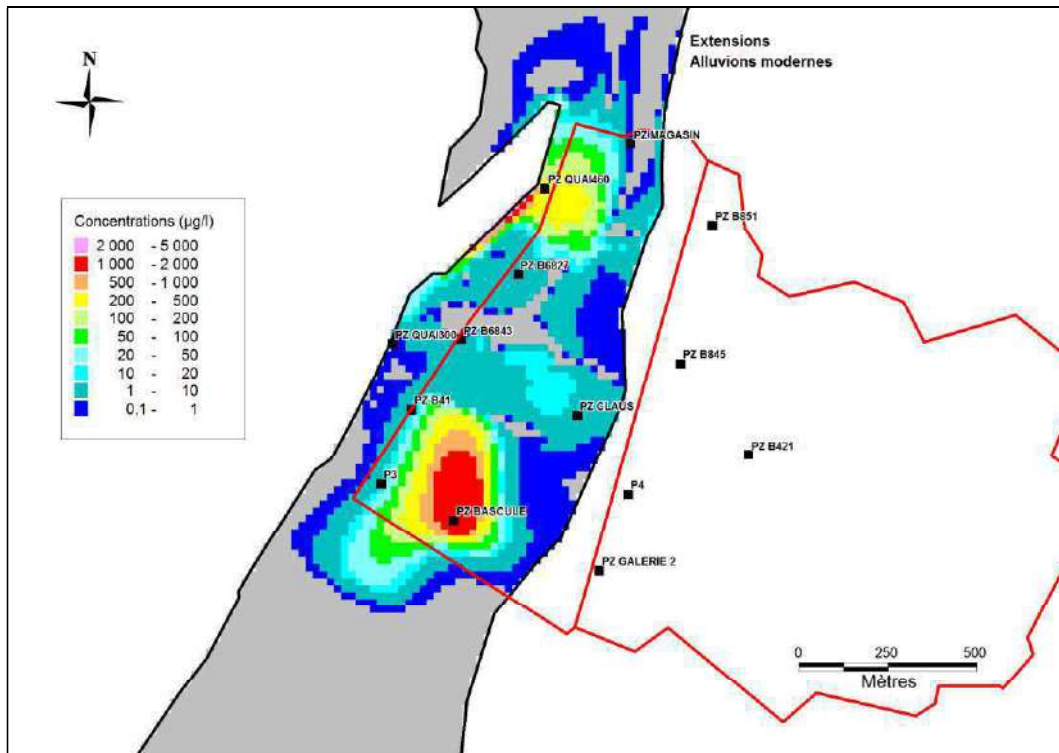 Extensions
Alluvions modernes
N
PZ MAGASIN
PZ QUAI460
PZ B851
PZ B6827
PZ QUAI300
PZ B6843
PZ B845
PZ B41
PZ CLAUS
PZ B421
P3
P4
PZ BASCULE
PZ GALERIE 2
Concentrations (µg/l)
2 000 - 5 000
1 000 - 2 000
500 - 1 000
200 - 500
100 - 200
50 - 100
20 - 50
10 - 20
1 - 10
0,1 - 1
0 250 500
Mètres